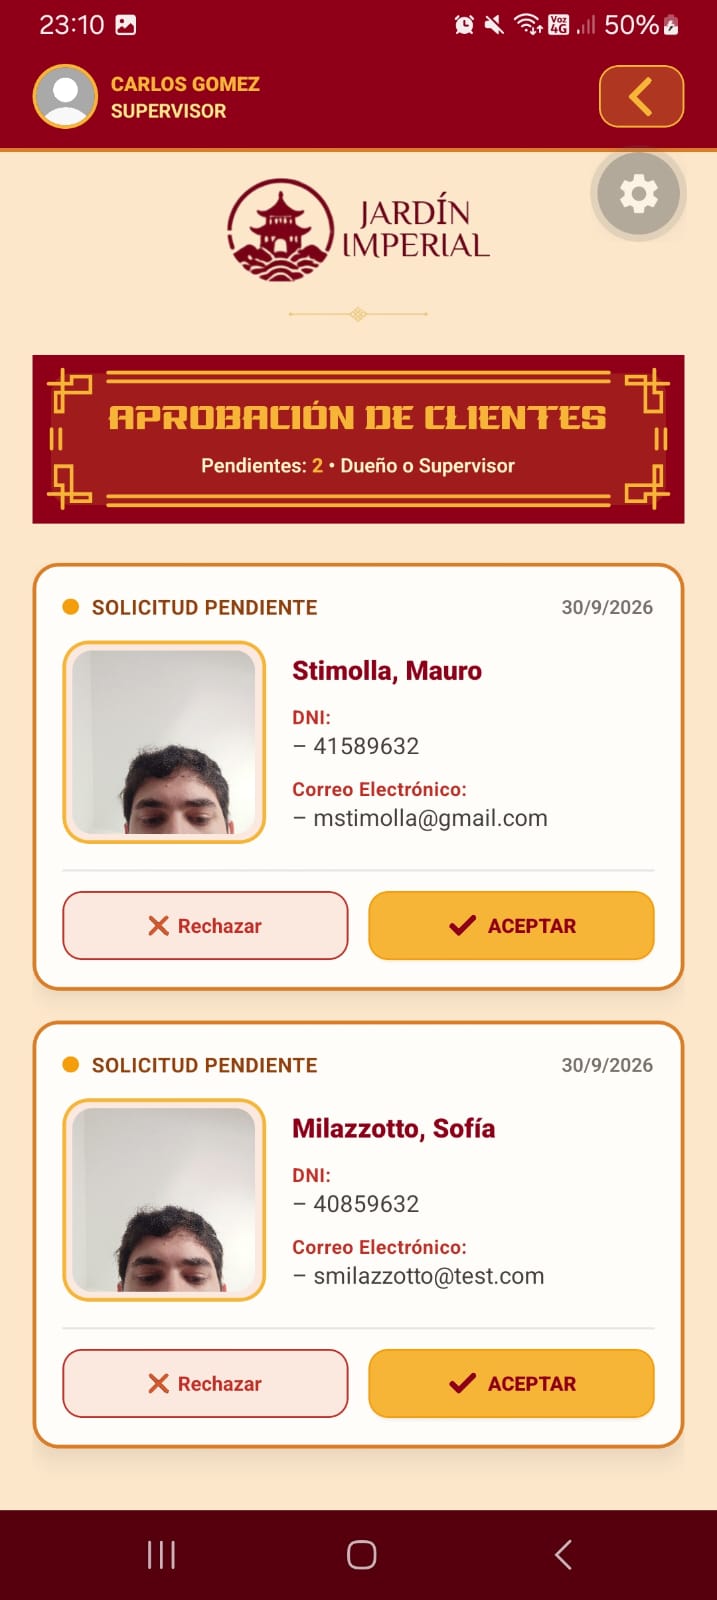 23:10
Voz 4G
50%
CARLOS GOMEZ
SUPERVISOR
JARDÍN
IMPERIAL
APROBACIÓN DE CLIENTES
Pendientes: 2 • Dueño o Supervisor
SOLICITUD PENDIENTE
30/9/2026
Stimolla, Mauro
DNI:
– 41589632
Correo Electrónico:
– mstimolla@gmail.com
Rechazar
ACEPTAR
SOLICITUD PENDIENTE
30/9/2026
Milazzotto, Sofía
DNI:
– 40859632
Correo Electrónico:
– smilazzotto@test.com
Rechazar
ACEPTAR